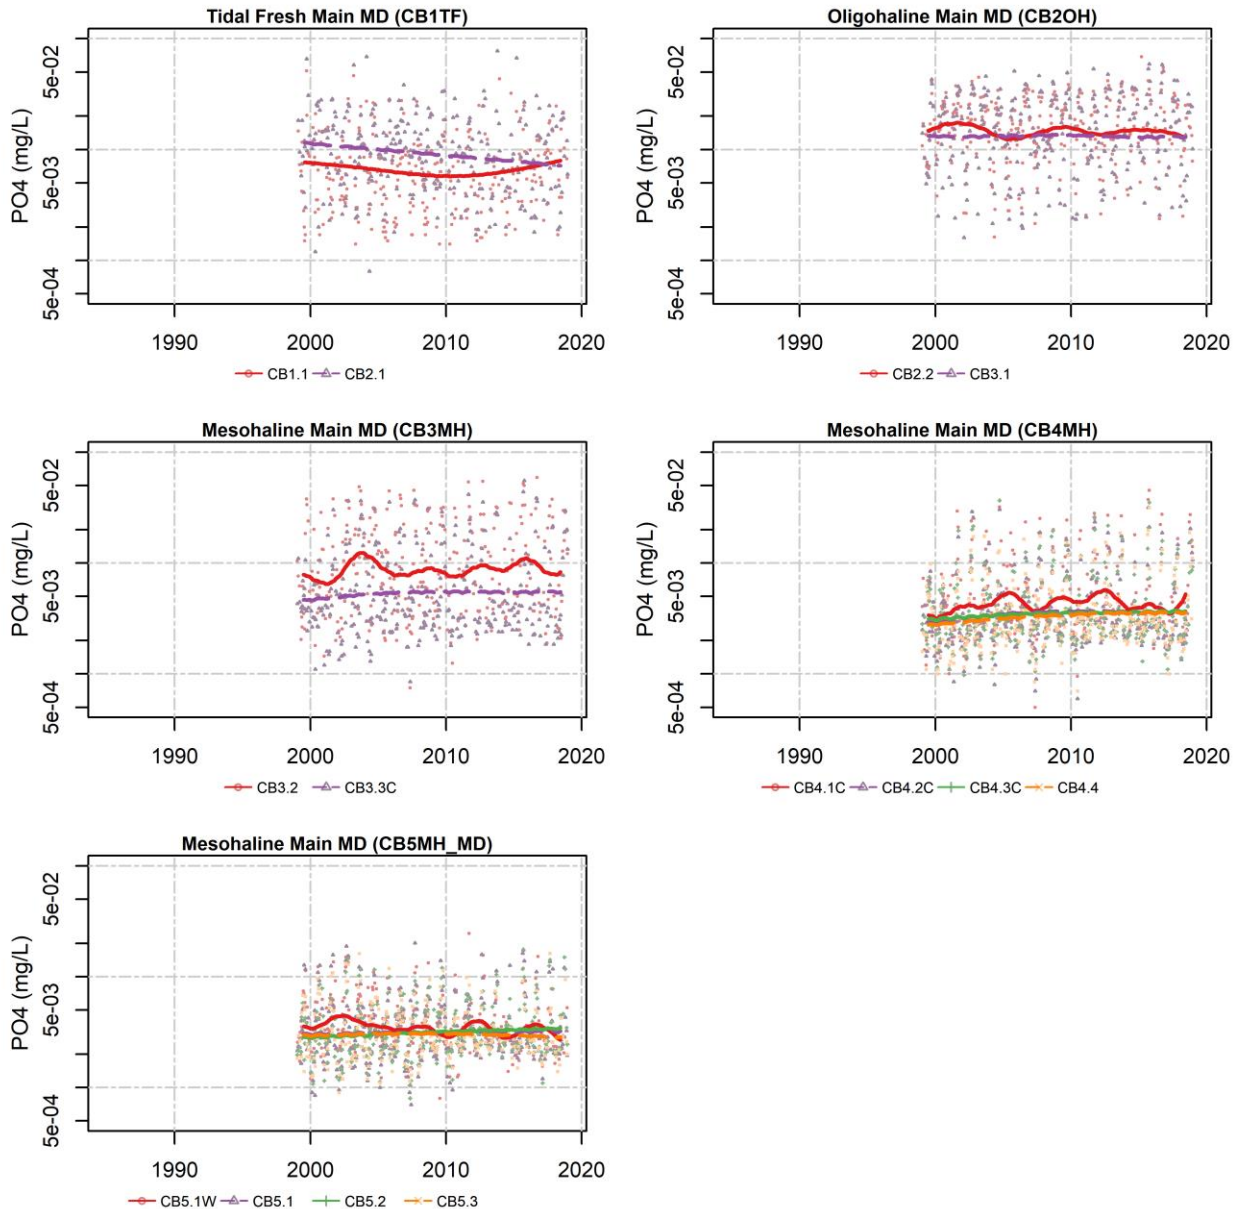 Tidal Fresh Main MD (CB1TF)
PO4 (mg/L)
5e-02
5e-03
5e-04
1990 2000 2010 2020
CB1.1 CB2.1
Oligohaline Main MD (CB2OH)
PO4 (mg/L)
5e-02
5e-03
5e-04
1990 2000 2010 2020
CB2.2 CB3.1
Mesohaline Main MD (CB3MH)
PO4 (mg/L)
5e-02
5e-03
5e-04
1990 2000 2010 2020
CB3.2 CB3.3C
Mesohaline Main MD (CB4MH)
PO4 (mg/L)
5e-02
5e-03
5e-04
1990 2000 2010 2020
CB4.1C CB4.2C CB4.3C CB4.4
Mesohaline Main MD (CB5MH_MD)
PO4 (mg/L)
5e-02
5e-03
5e-04
1990 2000 2010 2020
CB5.1W CB5.1 CB5.2 CB5.3